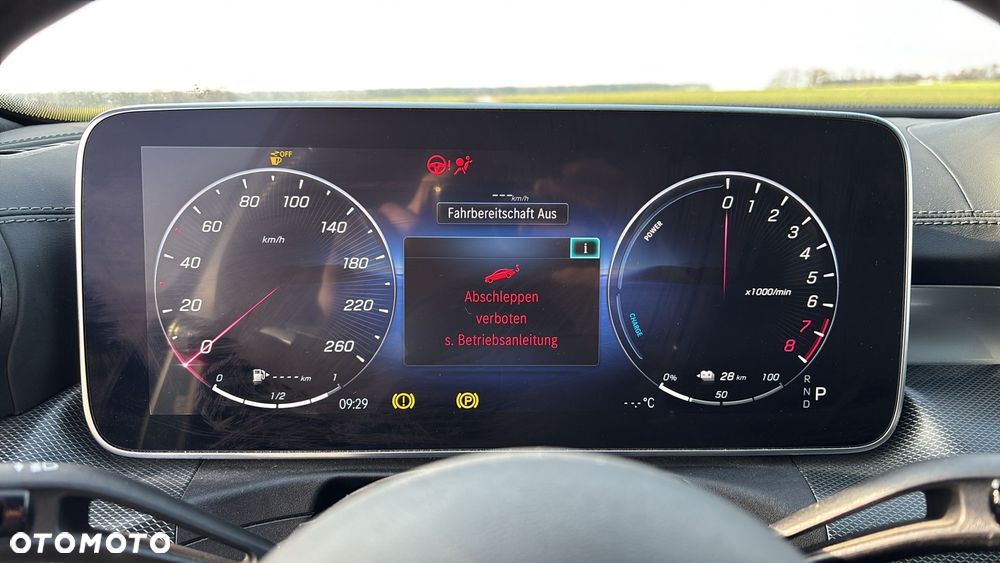 OFF
---km/h
Fahrbereitschaft Aus
i
Abschleppen
verboten
s. Betriebsanleitung
0
20
40
60
80
100
140
180
220
260
km/h
----- km
0
1/2
1
09:29
!
P
POWER
CHARGE
0
1
2
3
4
5
6
7
8
x1000/min
0%
28 km
100
50
--,-°C
R
N
D
P
OTOMOTO